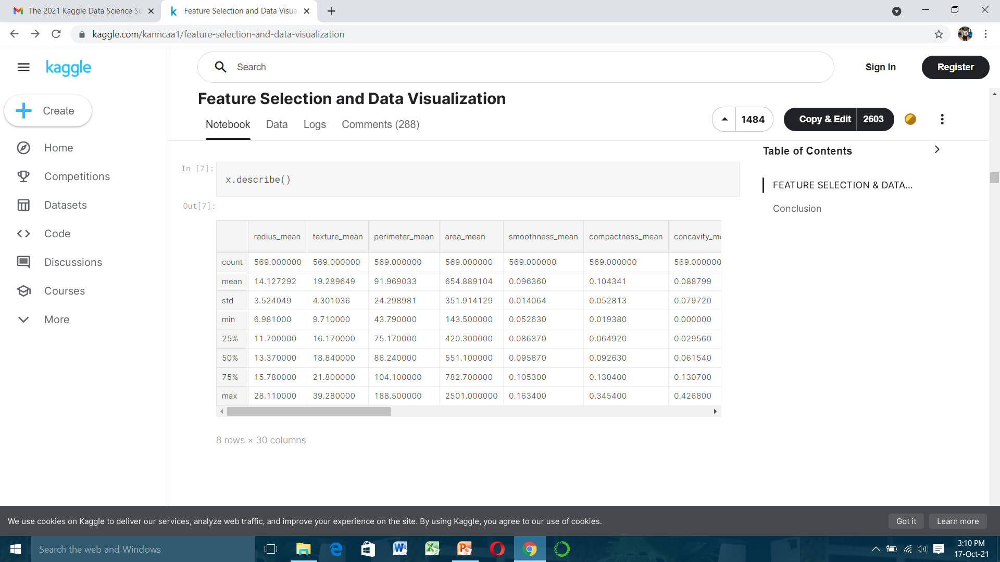 The 2021 Kaggle Data Science Su
Feature Selection and Data Visua
kaggle.com/kanncaa1/feature-selection-and-data-visualization
kaggle
Search
Sign In
Register
Create
Home
Competitions
Datasets
Code
Discussions
Courses
More
Feature Selection and Data Visualization
Notebook Data Logs Comments (288)
1484
Copy & Edit 2603
In [7]:
x.describe()
Out[7]:
radius_mean texture_mean perimeter_mean area_mean smoothness_mean compactness_mean concavity_me
count 569.000000 569.000000 569.000000 569.000000 569.000000 569.000000 569.000000
mean 14.127292 19.289649 91.969033 654.889104 0.096360 0.104341 0.088799
std 3.524049 4.301036 24.298981 351.914129 0.014064 0.052813 0.079720
min 6.981000 9.710000 43.790000 143.500000 0.052630 0.019380 0.000000
25% 11.700000 16.170000 75.170000 420.300000 0.086370 0.064920 0.029560
50% 13.370000 18.840000 86.240000 551.100000 0.095870 0.092630 0.061540
75% 15.780000 21.800000 104.100000 782.700000 0.105300 0.130400 0.130700
max 28.110000 39.280000 188.500000 2501.000000 0.163400 0.345400 0.426800
8 rows × 30 columns
Table of Contents
FEATURE SELECTION & DATA...
Conclusion
We use cookies on Kaggle to deliver our services, analyze web traffic, and improve your experience on the site. By using Kaggle, you agree to our use of cookies.
Got it
Learn more
Search the web and Windows
3:10 PM
17-Oct-21